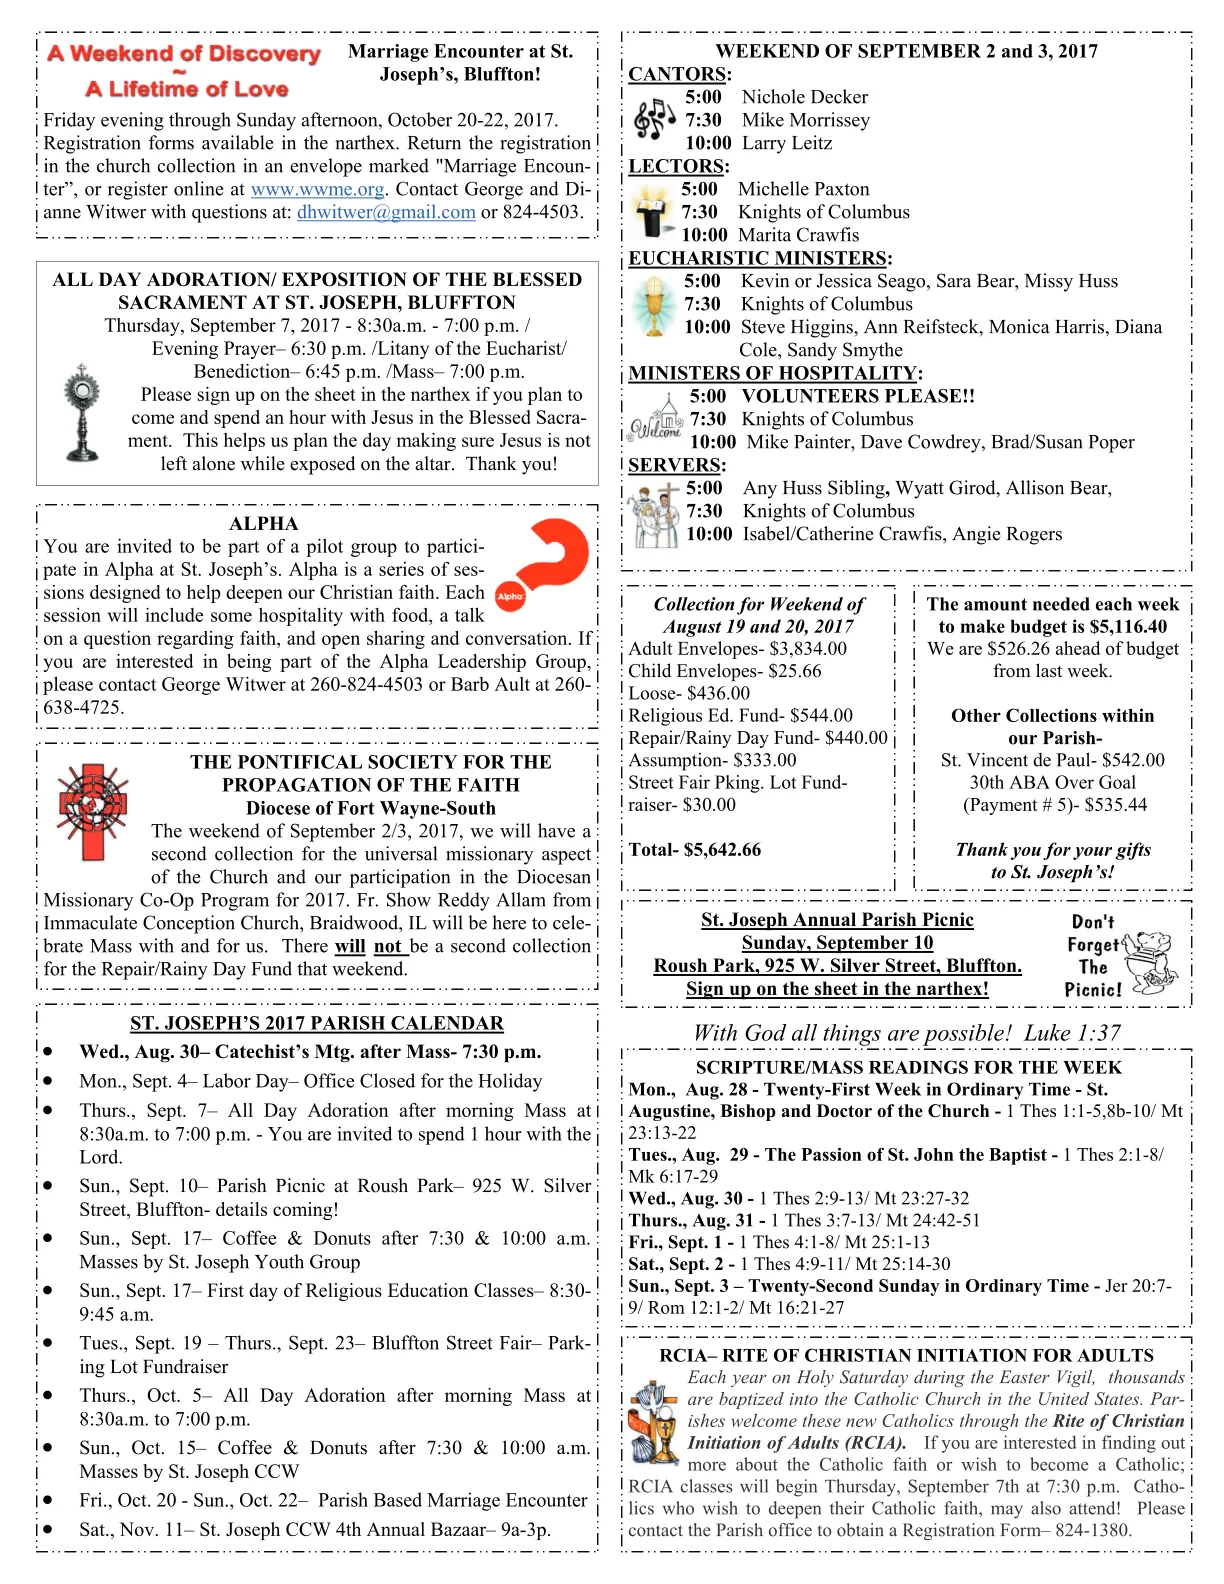 A Weekend of Discovery
~
A Lifetime of Love
Marriage Encounter at St.
Joseph’s, Bluffton!
Friday evening through Sunday afternoon, October 20-22, 2017.
Registration forms available in the narthex. Return the registration
in the church collection in an envelope marked "Marriage Encoun-
ter”, or register online at www.wwme.org. Contact George and Di-
anne Witwer with questions at: dhwitwer@gmail.com or 824-4503.
ALL DAY ADORATION/ EXPOSITION OF THE BLESSED
SACRAMENT AT ST. JOSEPH, BLUFFTON
Thursday, September 7, 2017 - 8:30a.m. - 7:00 p.m. /
Evening Prayer– 6:30 p.m. /Litany of the Eucharist/
Benediction– 6:45 p.m. /Mass– 7:00 p.m.
Please sign up on the sheet in the narthex if you plan to
come and spend an hour with Jesus in the Blessed Sacra-
ment. This helps us plan the day making sure Jesus is not
left alone while exposed on the altar. Thank you!
ALPHA
You are invited to be part of a pilot group to partici-
pate in Alpha at St. Joseph’s. Alpha is a series of ses-
sions designed to help deepen our Christian faith. Each
session will include some hospitality with food, a talk
on a question regarding faith, and open sharing and conversation. If
you are interested in being part of the Alpha Leadership Group,
please contact George Witwer at 260-824-4503 or Barb Ault at 260-
638-4725.
Alpha
THE PONTIFICAL SOCIETY FOR THE
PROPAGATION OF THE FAITH
Diocese of Fort Wayne-South
The weekend of September 2/3, 2017, we will have a
second collection for the universal missionary aspect
of the Church and our participation in the Diocesan
Missionary Co-Op Program for 2017. Fr. Show Reddy Allam from
Immaculate Conception Church, Braidwood, IL will be here to cele-
brate Mass with and for us. There will not be a second collection
for the Repair/Rainy Day Fund that weekend.
ST. JOSEPH’S 2017 PARISH CALENDAR
• Wed., Aug. 30– Catechist’s Mtg. after Mass- 7:30 p.m.
• Mon., Sept. 4– Labor Day– Office Closed for the Holiday
• Thurs., Sept. 7– All Day Adoration after morning Mass at
8:30a.m. to 7:00 p.m. - You are invited to spend 1 hour with the
Lord.
• Sun., Sept. 10– Parish Picnic at Roush Park– 925 W. Silver
Street, Bluffton- details coming!
• Sun., Sept. 17– Coffee & Donuts after 7:30 & 10:00 a.m.
Masses by St. Joseph Youth Group
• Sun., Sept. 17– First day of Religious Education Classes– 8:30-
9:45 a.m.
• Tues., Sept. 19 – Thurs., Sept. 23– Bluffton Street Fair– Park-
ing Lot Fundraiser
• Thurs., Oct. 5– All Day Adoration after morning Mass at
8:30a.m. to 7:00 p.m.
• Sun., Oct. 15– Coffee & Donuts after 7:30 & 10:00 a.m.
Masses by St. Joseph CCW
• Fri., Oct. 20 - Sun., Oct. 22– Parish Based Marriage Encounter
• Sat., Nov. 11– St. Joseph CCW 4th Annual Bazaar– 9a-3p.
WEEKEND OF SEPTEMBER 2 and 3, 2017
CANTORS:
5:00 Nichole Decker
7:30 Mike Morrissey
10:00 Larry Leitz
LECTORS:
5:00 Michelle Paxton
7:30 Knights of Columbus
10:00 Marita Crawfis
EUCHARISTIC MINISTERS:
5:00 Kevin or Jessica Seago, Sara Bear, Missy Huss
7:30 Knights of Columbus
10:00 Steve Higgins, Ann Reifsteck, Monica Harris, Diana
Cole, Sandy Smythe
MINISTERS OF HOSPITALITY:
Welcome
5:00 VOLUNTEERS PLEASE!!
7:30 Knights of Columbus
10:00 Mike Painter, Dave Cowdrey, Brad/Susan Poper
SERVERS:
5:00 Any Huss Sibling, Wyatt Girod, Allison Bear,
7:30 Knights of Columbus
10:00 Isabel/Catherine Crawfis, Angie Rogers
Collection for Weekend of
August 19 and 20, 2017
Adult Envelopes- $3,834.00
Child Envelopes- $25.66
Loose- $436.00
Religious Ed. Fund- $544.00
Repair/Rainy Day Fund- $440.00
Assumption- $333.00
Street Fair Pking. Lot Fund-
raiser- $30.00
Total- $5,642.66
The amount needed each week
to make budget is $5,116.40
We are $526.26 ahead of budget
from last week.
Other Collections within
our Parish-
St. Vincent de Paul- $542.00
30th ABA Over Goal
(Payment # 5)- $535.44
Thank you for your gifts
to St. Joseph’s!
St. Joseph Annual Parish Picnic
Sunday, September 10
Roush Park, 925 W. Silver Street, Bluffton.
Sign up on the sheet in the narthex!
Don't
Forget
The
Picnic!
With God all things are possible! Luke 1:37
SCRIPTURE/MASS READINGS FOR THE WEEK
Mon., Aug. 28 - Twenty-First Week in Ordinary Time - St.
Augustine, Bishop and Doctor of the Church - 1 Thes 1:1-5,8b-10/ Mt
23:13-22
Tues., Aug. 29 - The Passion of St. John the Baptist - 1 Thes 2:1-8/
Mk 6:17-29
Wed., Aug. 30 - 1 Thes 2:9-13/ Mt 23:27-32
Thurs., Aug. 31 - 1 Thes 3:7-13/ Mt 24:42-51
Fri., Sept. 1 - 1 Thes 4:1-8/ Mt 25:1-13
Sat., Sept. 2 - 1 Thes 4:9-11/ Mt 25:14-30
Sun., Sept. 3 – Twenty-Second Sunday in Ordinary Time - Jer 20:7-
9/ Rom 12:1-2/ Mt 16:21-27
RCIA– RITE OF CHRISTIAN INITIATION FOR ADULTS
Each year on Holy Saturday during the Easter Vigil, thousands
are baptized into the Catholic Church in the United States. Par-
ishes welcome these new Catholics through the Rite of Christian
Initiation of Adults (RCIA). If you are interested in finding out
more about the Catholic faith or wish to become a Catholic;
RCIA classes will begin Thursday, September 7th at 7:30 p.m. Catho-
lics who wish to deepen their Catholic faith, may also attend! Please
contact the Parish office to obtain a Registration Form– 824-1380.